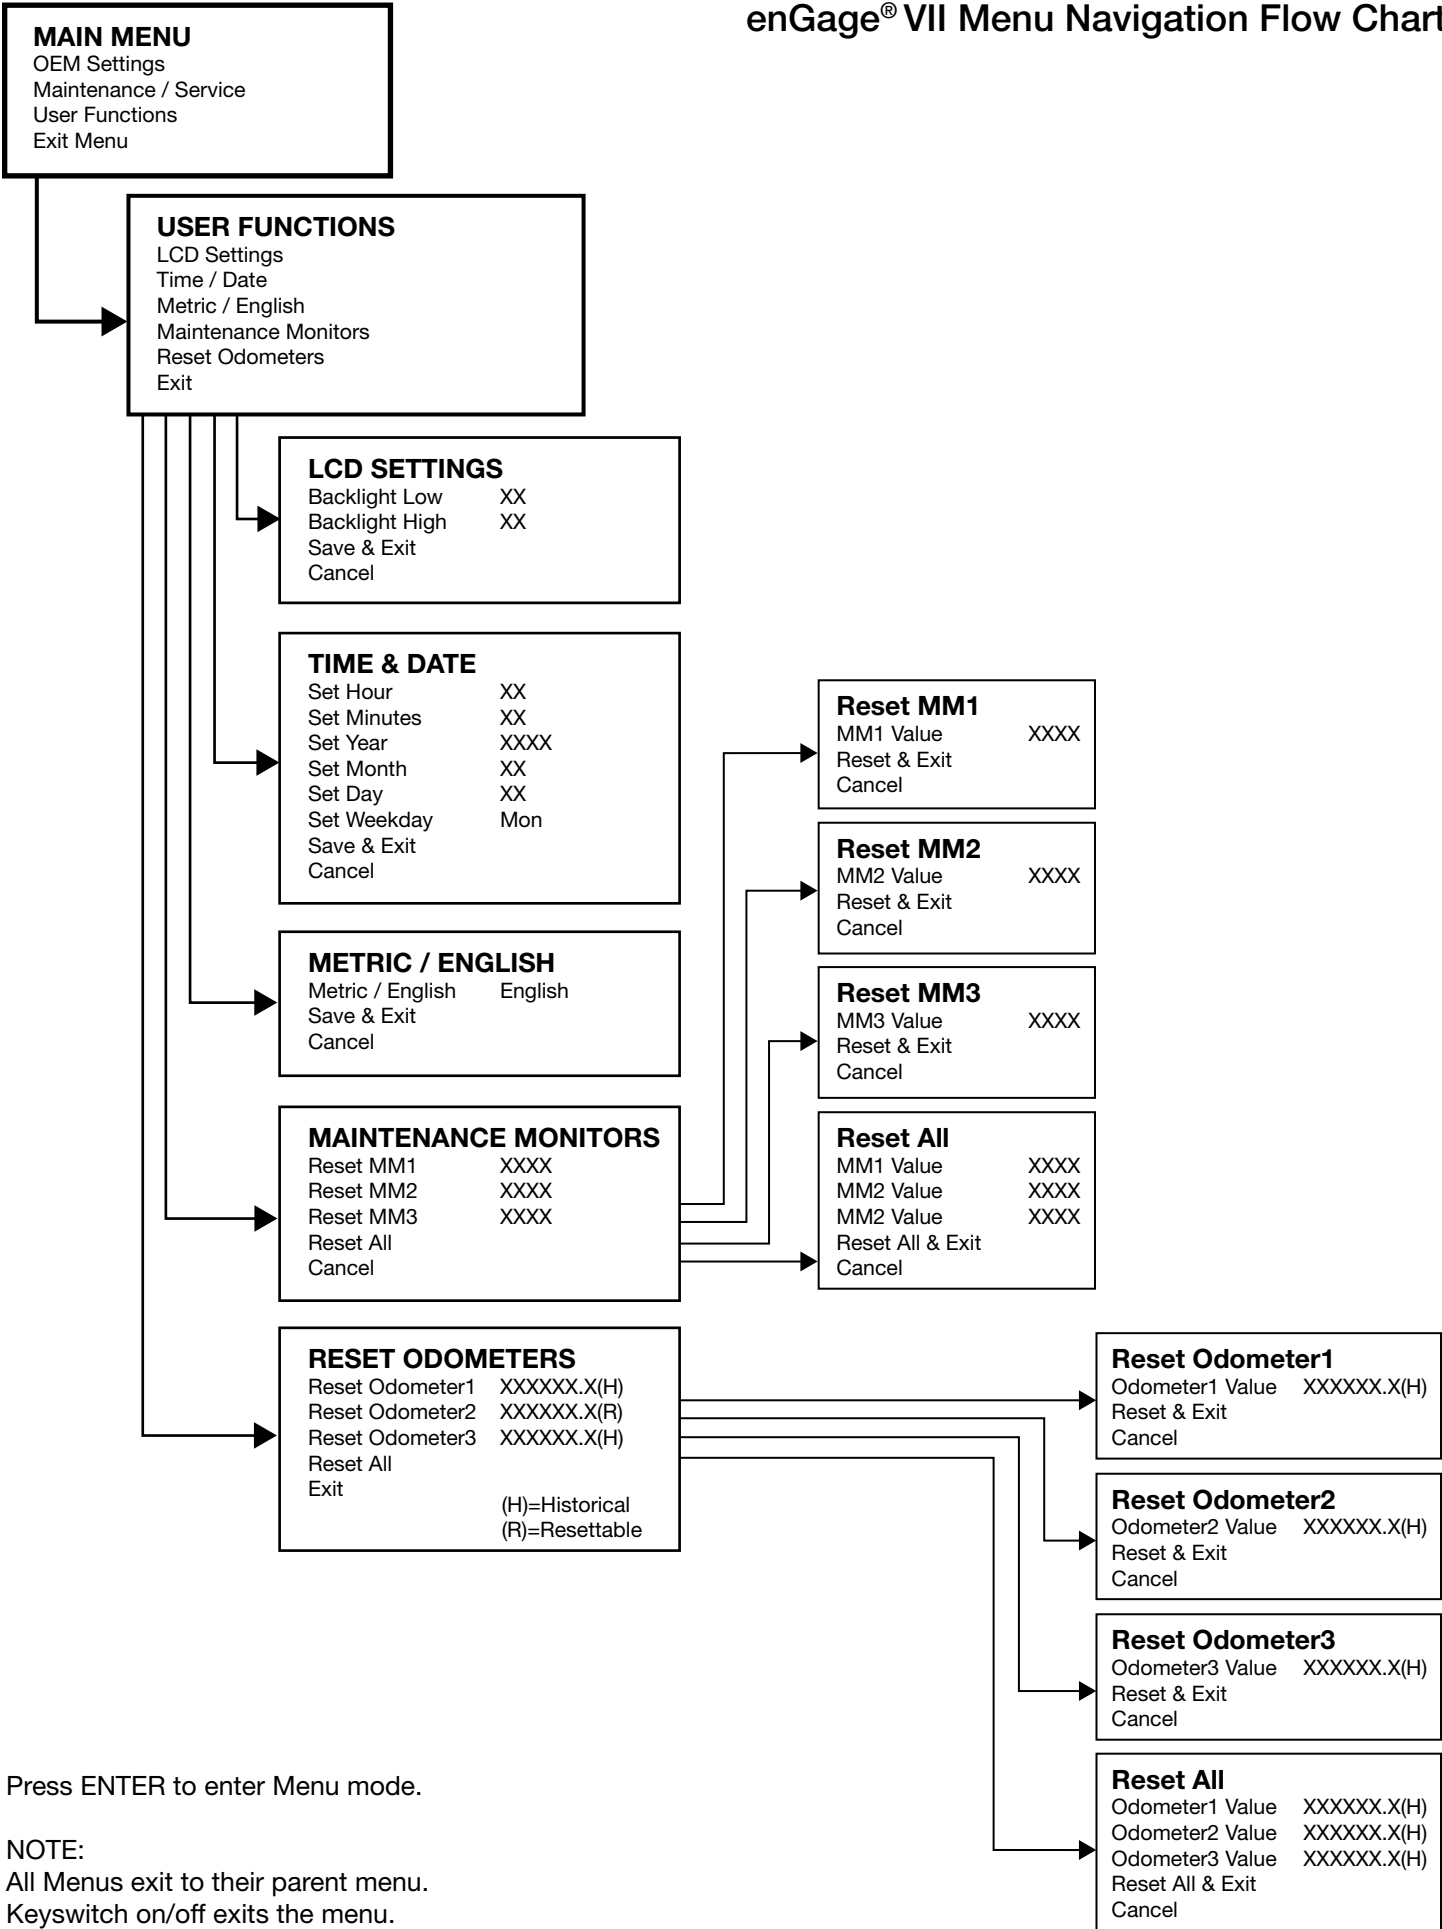 enGage® VII Menu Navigation Flow Chart
MAIN MENU
OEM Settings
Maintenance / Service
User Functions
Exit Menu
USER FUNCTIONS
LCD Settings
Time / Date
Metric / English
Maintenance Monitors
Reset Odometers
Exit
LCD SETTINGS
Backlight Low XX
Backlight High XX
Save & Exit
Cancel
TIME & DATE
Set Hour XX
Set Minutes XX
Set Year XXXX
Set Month XX
Set Day XX
Set Weekday Mon
Save & Exit
Cancel
METRIC / ENGLISH
Metric / English English
Save & Exit
Cancel
MAINTENANCE MONITORS
Reset MM1 XXXX
Reset MM2 XXXX
Reset MM3 XXXX
Reset All
Cancel
Reset MM1
MM1 Value XXXX
Reset & Exit
Cancel
Reset MM2
MM2 Value XXXX
Reset & Exit
Cancel
Reset MM3
MM3 Value XXXX
Reset & Exit
Cancel
Reset All
MM1 Value XXXX
MM2 Value XXXX
MM2 Value XXXX
Reset All & Exit
Cancel
RESET ODOMETERS
Reset Odometer1 XXXXXX.X(H)
Reset Odometer2 XXXXXX.X(R)
Reset Odometer3 XXXXXX.X(H)
Reset All
Exit
(H)=Historical
(R)=Resettable
Reset Odometer1
Odometer1 Value XXXXXX.X(H)
Reset & Exit
Cancel
Reset Odometer2
Odometer2 Value XXXXXX.X(H)
Reset & Exit
Cancel
Reset Odometer3
Odometer3 Value XXXXXX.X(H)
Reset & Exit
Cancel
Reset All
Odometer1 Value XXXXXX.X(H)
Odometer2 Value XXXXXX.X(H)
Odometer3 Value XXXXXX.X(H)
Reset All & Exit
Cancel
Press ENTER to enter Menu mode.
NOTE:
All Menus exit to their parent menu.
Keyswitch on/off exits the menu.